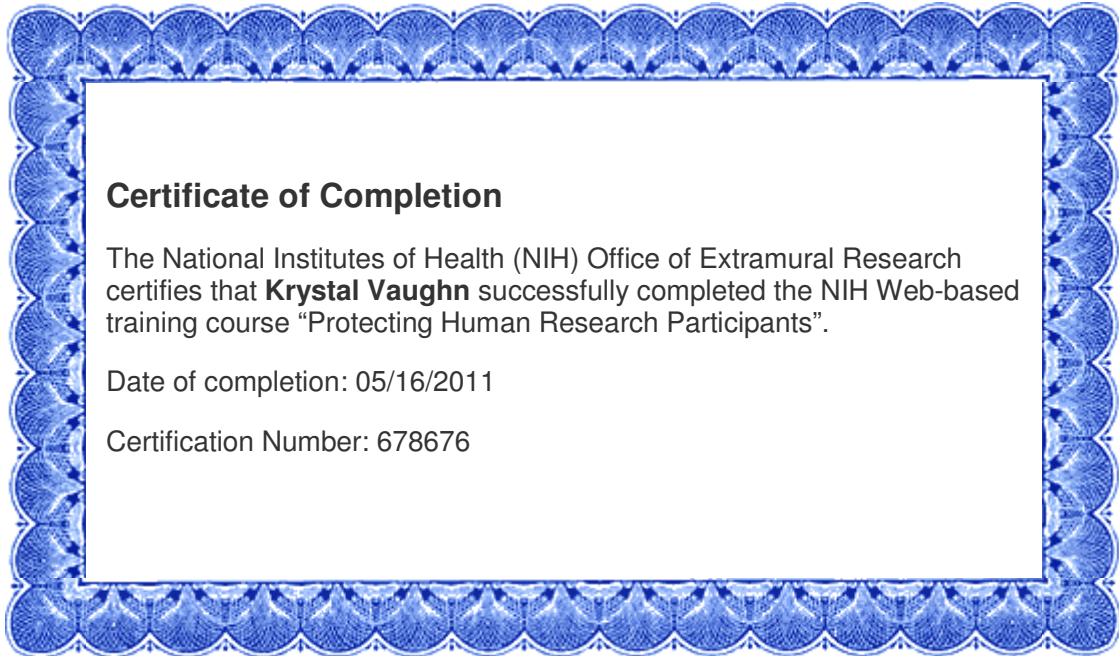 Certificate of Completion
The National Institutes of Health (NIH) Office of Extramural Research
certifies that Krystal Vaughn successfully completed the NIH Web-based
training course “Protecting Human Research Participants”.
Date of completion: 05/16/2011
Certification Number: 678676